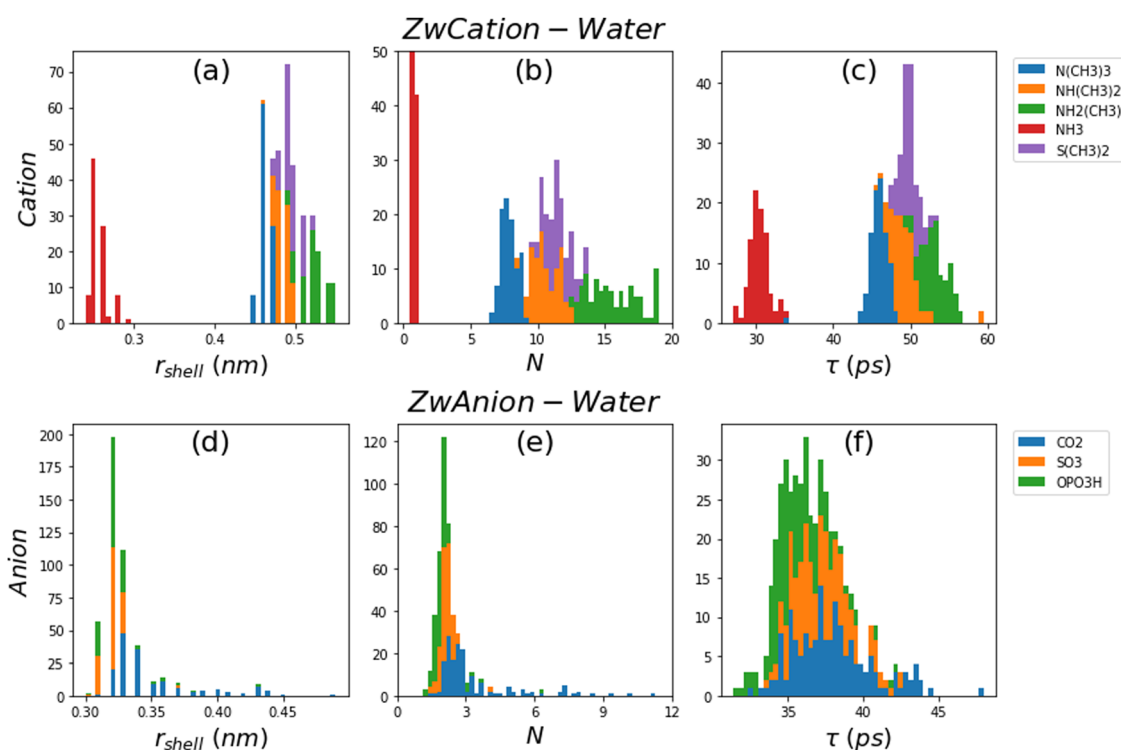 ZwCation − Water
(a)
(b)
(c)
Cation
70
60
50
40
30
20
10
0
0.3
0.4
0.5
r_shell (nm)
50
40
30
20
10
0
0
5
10
15
20
N
40
30
20
10
0
30
40
50
60
τ (ps)
N(CH3)3
NH(CH3)2
NH2(CH3)
NH3
S(CH3)2
ZwAnion − Water
(d)
(e)
(f)
Anion
200
175
150
125
100
75
50
25
0
0.30
0.35
0.40
0.45
r_shell (nm)
120
100
80
60
40
20
0
0
3
6
9
12
N
30
25
20
15
10
5
0
35
40
45
τ (ps)
CO2
SO3
OPO3H